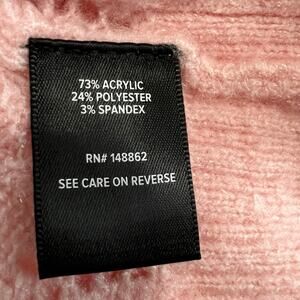 73% ACRYLIC
24% POLYESTER
3% SPANDEX
RN# 148862
SEE CARE ON REVERSE